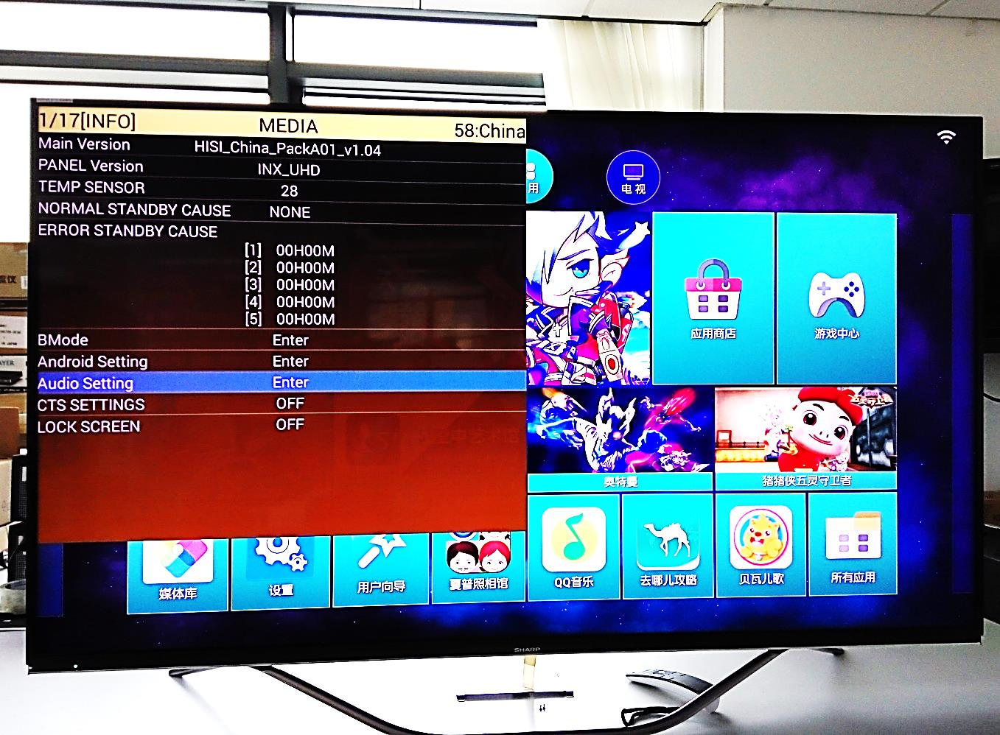 1/17[INFO] MEDIA 58:China
Main Version HISI_China_PackA01_v1.04
PANEL Version INX_UHD
TEMP SENSOR 28
NORMAL STANDBY CAUSE NONE
ERROR STANDBY CAUSE
[1] 00H00M
[2] 00H00M
[3] 00H00M
[4] 00H00M
[5] 00H00M
BMode Enter
Android Setting Enter
Audio Setting Enter
CTS SETTINGS OFF
LOCK SCREEN OFF
用
电视
应用商店
游戏中心
奥特曼
猪猪侠五灵守卫者
媒体库
设置
用户向导
夏普照相馆
QQ音乐
去哪儿攻略
贝瓦儿歌
所有应用
SHARP